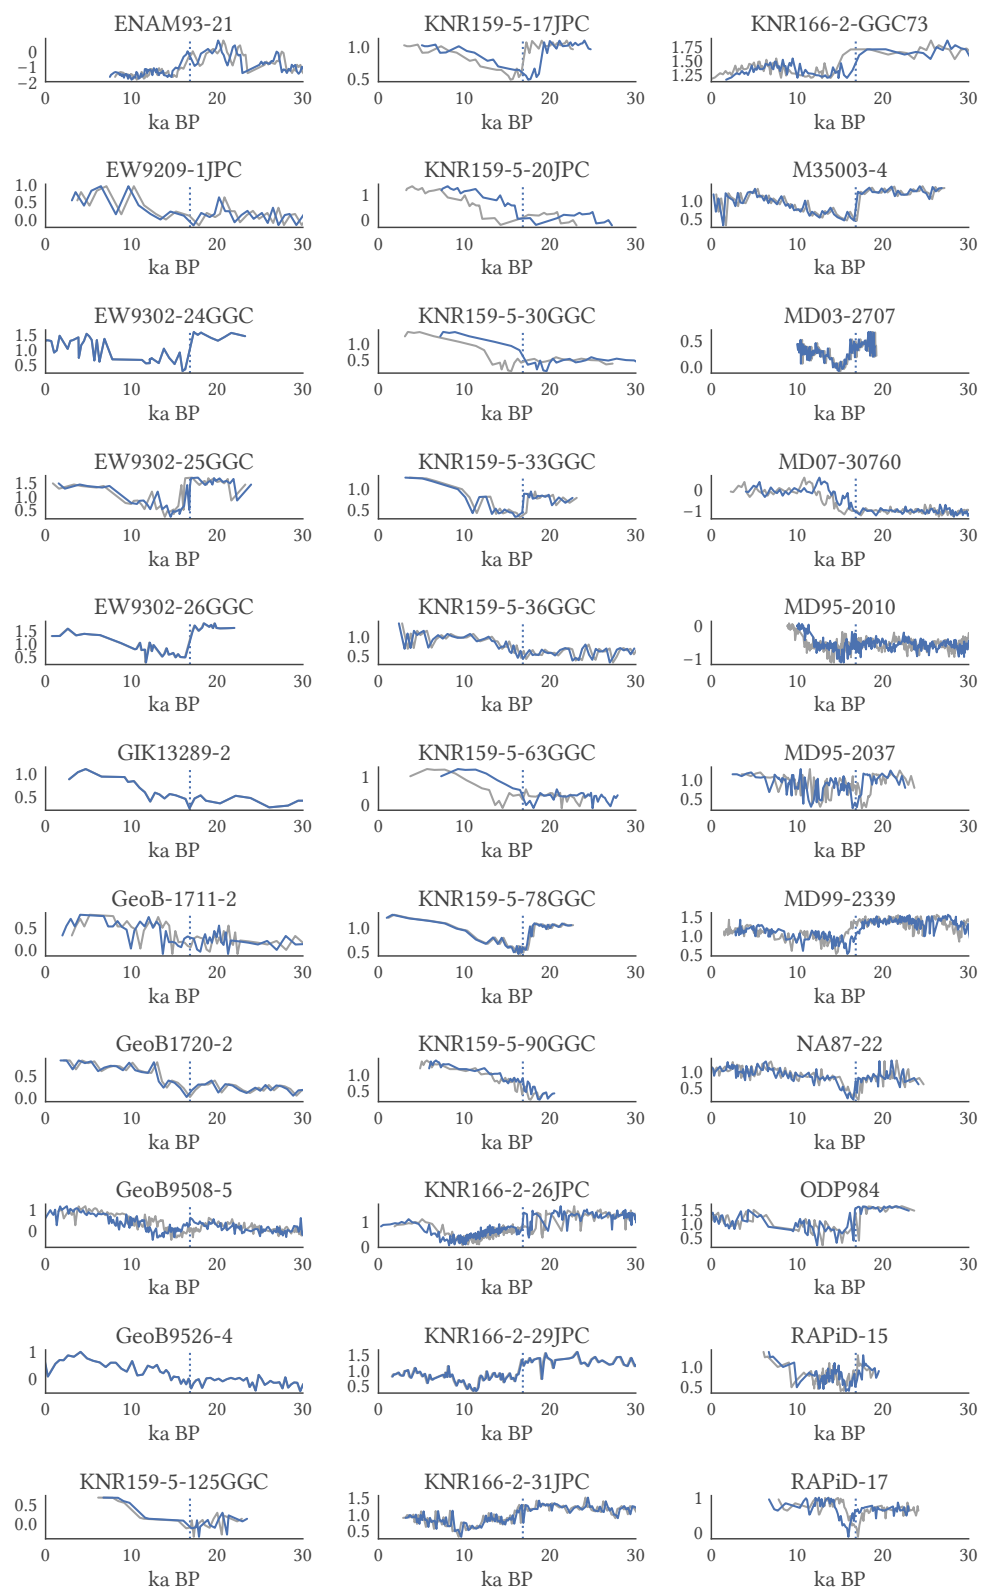 ENAM93-21 KNR159-5-17JPC KNR166-2-GGC73
0 −1 −2 1.0 0.5 1.75 1.50 1.25
0 10 20 30 0 10 20 30 0 10 20 30
ka BP ka BP ka BP
EW9209-1JPC KNR159-5-20JPC M35003-4
1.0 0.5 0.0 1 0 1.0 0.5
0 10 20 30 0 10 20 30 0 10 20 30
ka BP ka BP ka BP
EW9302-24GGC KNR159-5-30GGC MD03-2707
1.5 1.0 0.5 1.0 0.5 0.5 0.0
0 10 20 30 0 10 20 30 0 10 20 30
ka BP ka BP ka BP
EW9302-25GGC KNR159-5-33GGC MD07-30760
1.5 1.0 0.5 1.0 0.5 0 −1
0 10 20 30 0 10 20 30 0 10 20 30
ka BP ka BP ka BP
EW9302-26GGC KNR159-5-36GGC MD95-2010
1.5 1.0 0.5 1.0 0.5 0 −1
0 10 20 30 0 10 20 30 0 10 20 30
ka BP ka BP ka BP
GIK13289-2 KNR159-5-63GGC MD95-2037
1.0 0.5 1 0 1.0 0.5
0 10 20 30 0 10 20 30 0 10 20 30
ka BP ka BP ka BP
GeoB-1711-2 KNR159-5-78GGC MD99-2339
0.5 0.0 1.0 0.5 1.5 1.0 0.5
0 10 20 30 0 10 20 30 0 10 20 30
ka BP ka BP ka BP
GeoB1720-2 KNR159-5-90GGC NA87-22
0.5 0.0 1.0 0.5 1.0 0.5
0 10 20 30 0 10 20 30 0 10 20 30
ka BP ka BP ka BP
GeoB9508-5 KNR166-2-26JPC ODP984
1 0 1 0 1.5 1.0 0.5
0 10 20 30 0 10 20 30 0 10 20 30
ka BP ka BP ka BP
GeoB9526-4 KNR166-2-29JPC RAPiD-15
1 0 1.5 1.0 0.5 1.0 0.5
0 10 20 30 0 10 20 30 0 10 20 30
ka BP ka BP ka BP
KNR159-5-125GGC KNR166-2-31JPC RAPiD-17
0.5 0.0 1.5 1.0 0.5 1 0
0 10 20 30 0 10 20 30 0 10 20 30
ka BP ka BP ka BP